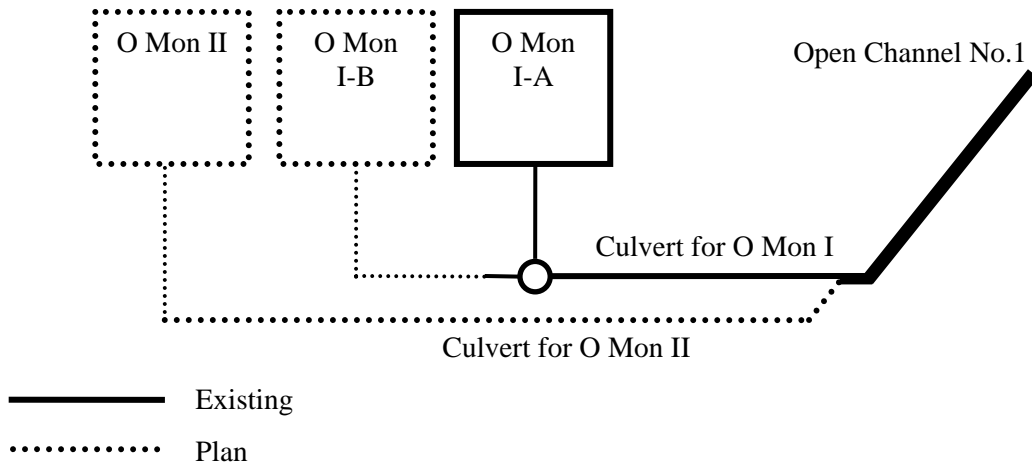 O Mon II
O Mon
I-B
O Mon
I-A
Open Channel No.1
Culvert for O Mon I
Culvert for O Mon II
Existing
Plan